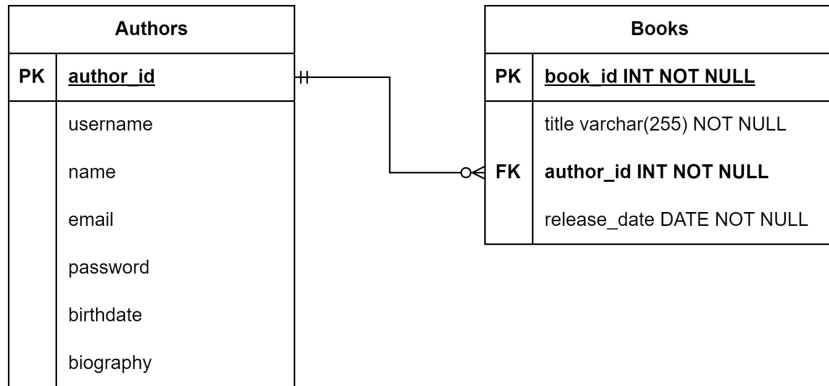 Authors
PK author_id
username
name
email
password
birthdate
biography
Books
PK book_id INT NOT NULL
title varchar(255) NOT NULL
FK author_id INT NOT NULL
release_date DATE NOT NULL